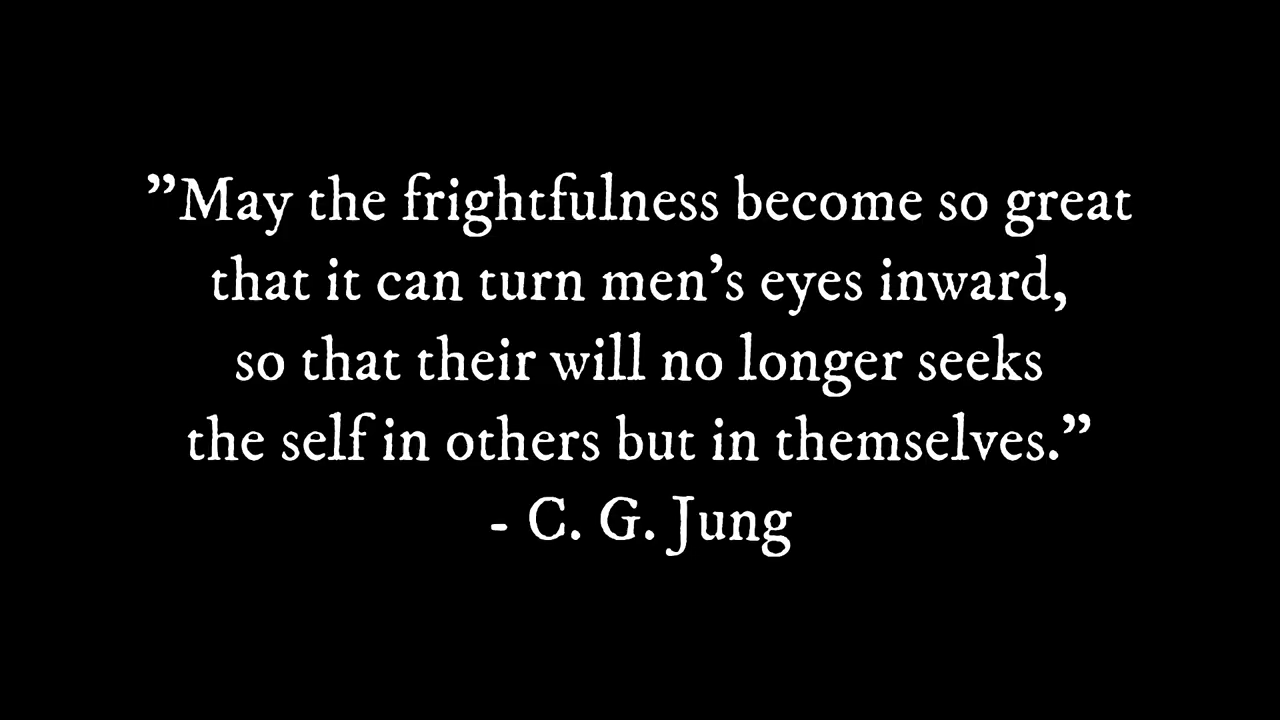 ”May the frightfulness become so great
that it can turn men’s eyes inward,
so that their will no longer seeks
the self in others but in themselves.”
- C. G. Jung